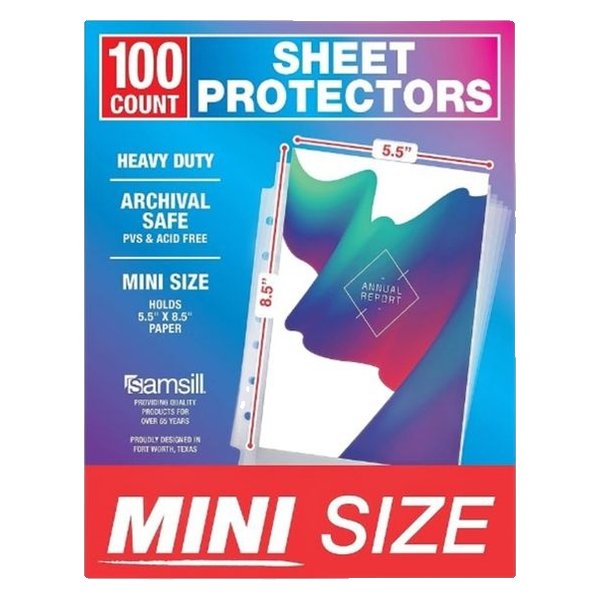 100
COUNT
SHEET
PROTECTORS
HEAVY DUTY
ARCHIVAL
SAFE
PVS & ACID FREE
MINI SIZE
HOLDS
5.5" X 8.5"
PAPER
5.5"
8.5"
ANNUAL
REPORT
Samsill
PROVIDING QUALITY
PRODUCTS FOR
OVER 65 YEARS
PROUDLY DESIGNED IN
FORT WORTH, TEXAS
MINI SIZE